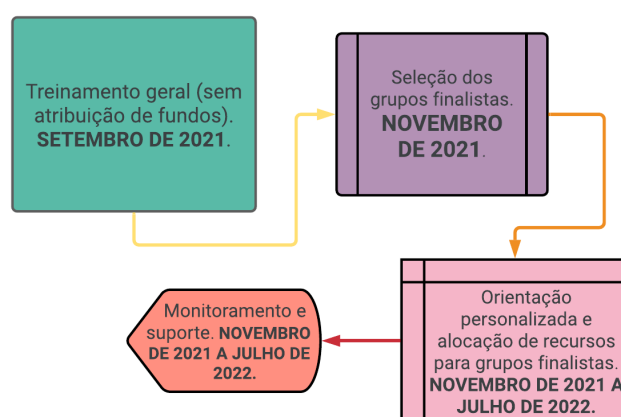 Treinamento geral (sem
atribuição de fundos).
SETEMBRO DE 2021.
Seleção dos
grupos finalistas.
NOVEMBRO
DE 2021.
Orientação
personalizada e
alocação de recursos
para grupos finalistas.
NOVEMBRO DE 2021 A
JULHO DE 2022.
Monitoramento e
suporte. NOVEMBRO
DE 2021 A JULHO DE
2022.